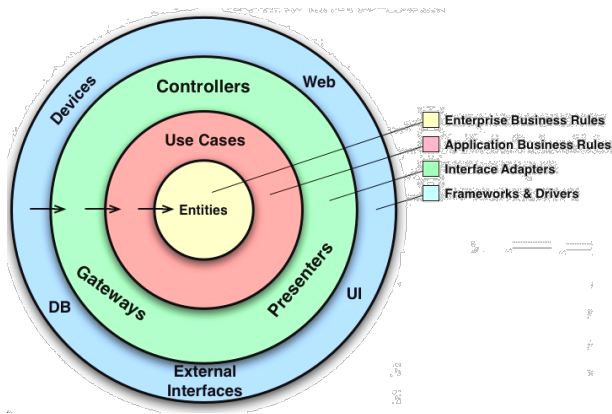 Devices
Controllers
Web
Use Cases
Entities
Gateways
Presenters
DB
UI
External
Interfaces
Enterprise Business Rules
Application Business Rules
Interface Adapters
Frameworks & Drivers